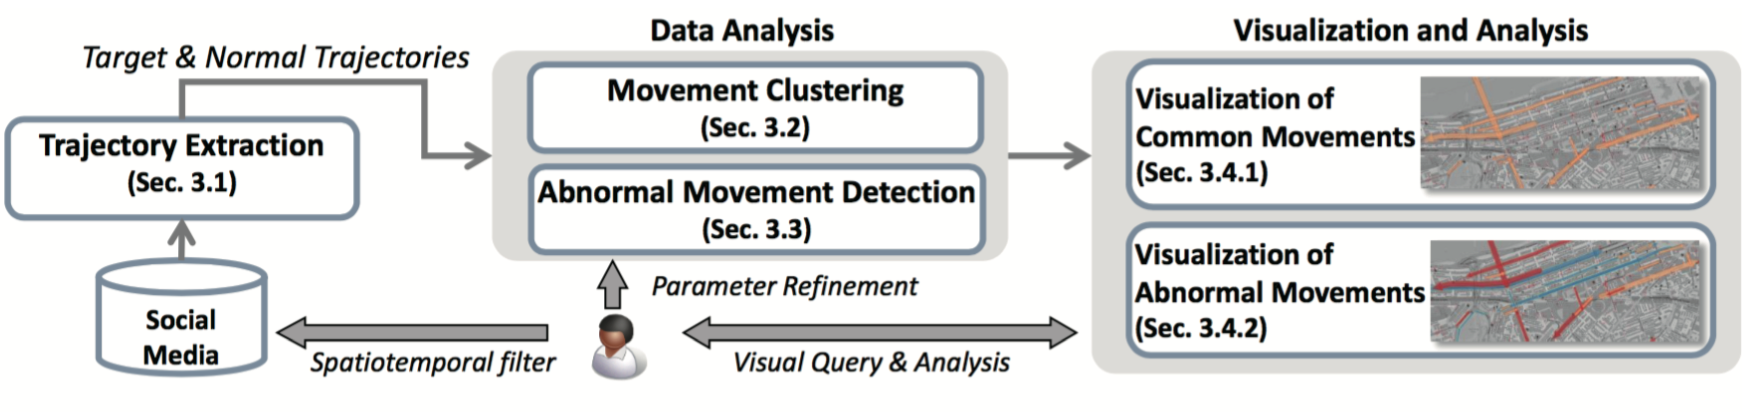 Data Analysis
Visualization and Analysis
Target & Normal Trajectories
Trajectory Extraction
(Sec. 3.1)
Movement Clustering
(Sec. 3.2)
Abnormal Movement Detection
(Sec. 3.3)
Visualization of
Common Movements
(Sec. 3.4.1)
Visualization of
Abnormal Movements
(Sec. 3.4.2)
Social
Media
Parameter Refinement
Spatiotemporal filter
Visual Query & Analysis